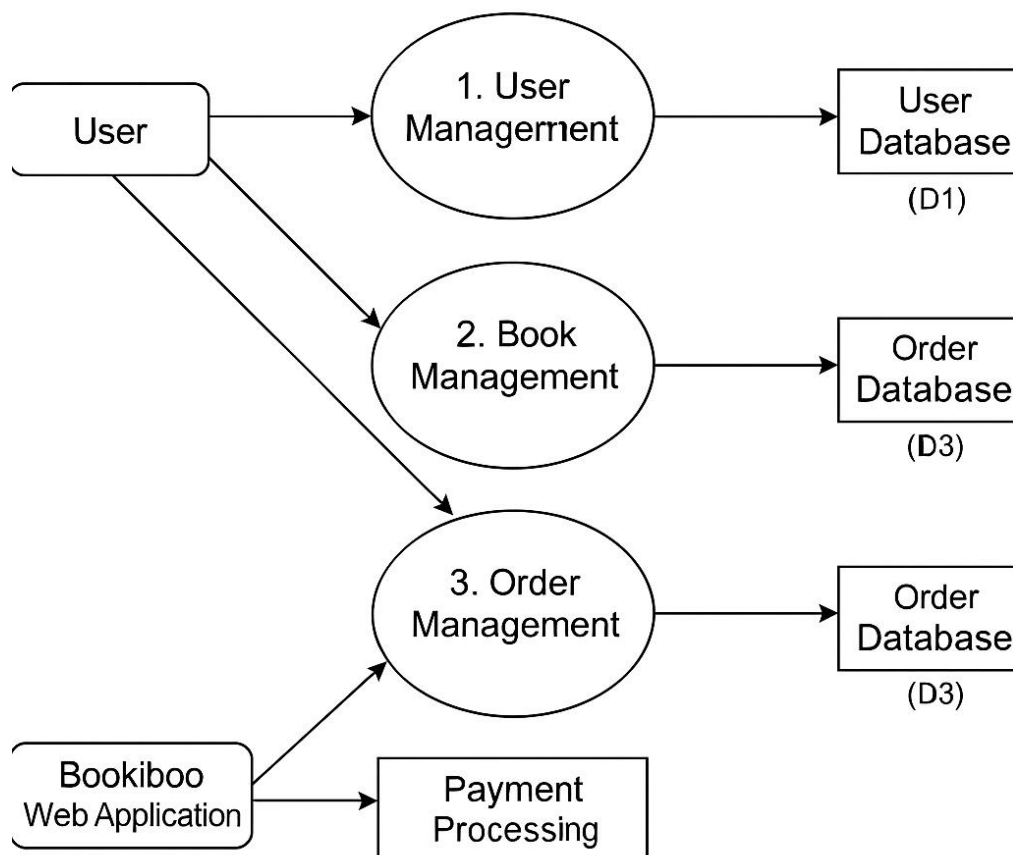 User
1. User
Management
User
Database
(D1)
2. Book
Management
Order
Database
(D3)
3. Order
Management
Order
Database
(D3)
Bookiboo
Web Application
Payment
Processing